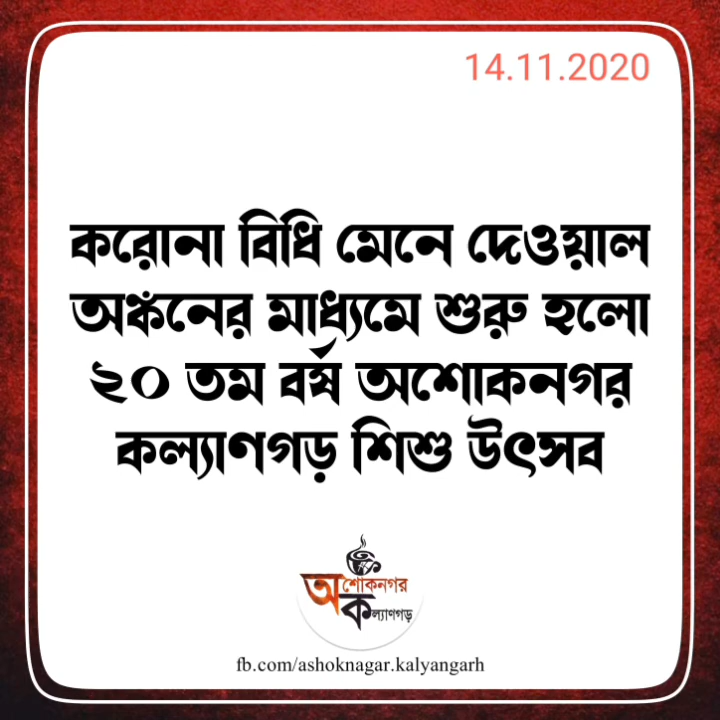 14.11.2020
করোনা বিধি মেনে দেওয়াল
অঙ্কনের মাধ্যমে শুরু হলো
২০ তম বর্ষ অশোকনগর
কল্যাণগড় শিশু উৎসব
অশোকনগর
কল্যাণগড়
fb.com/ashoknagar.kalyangarh